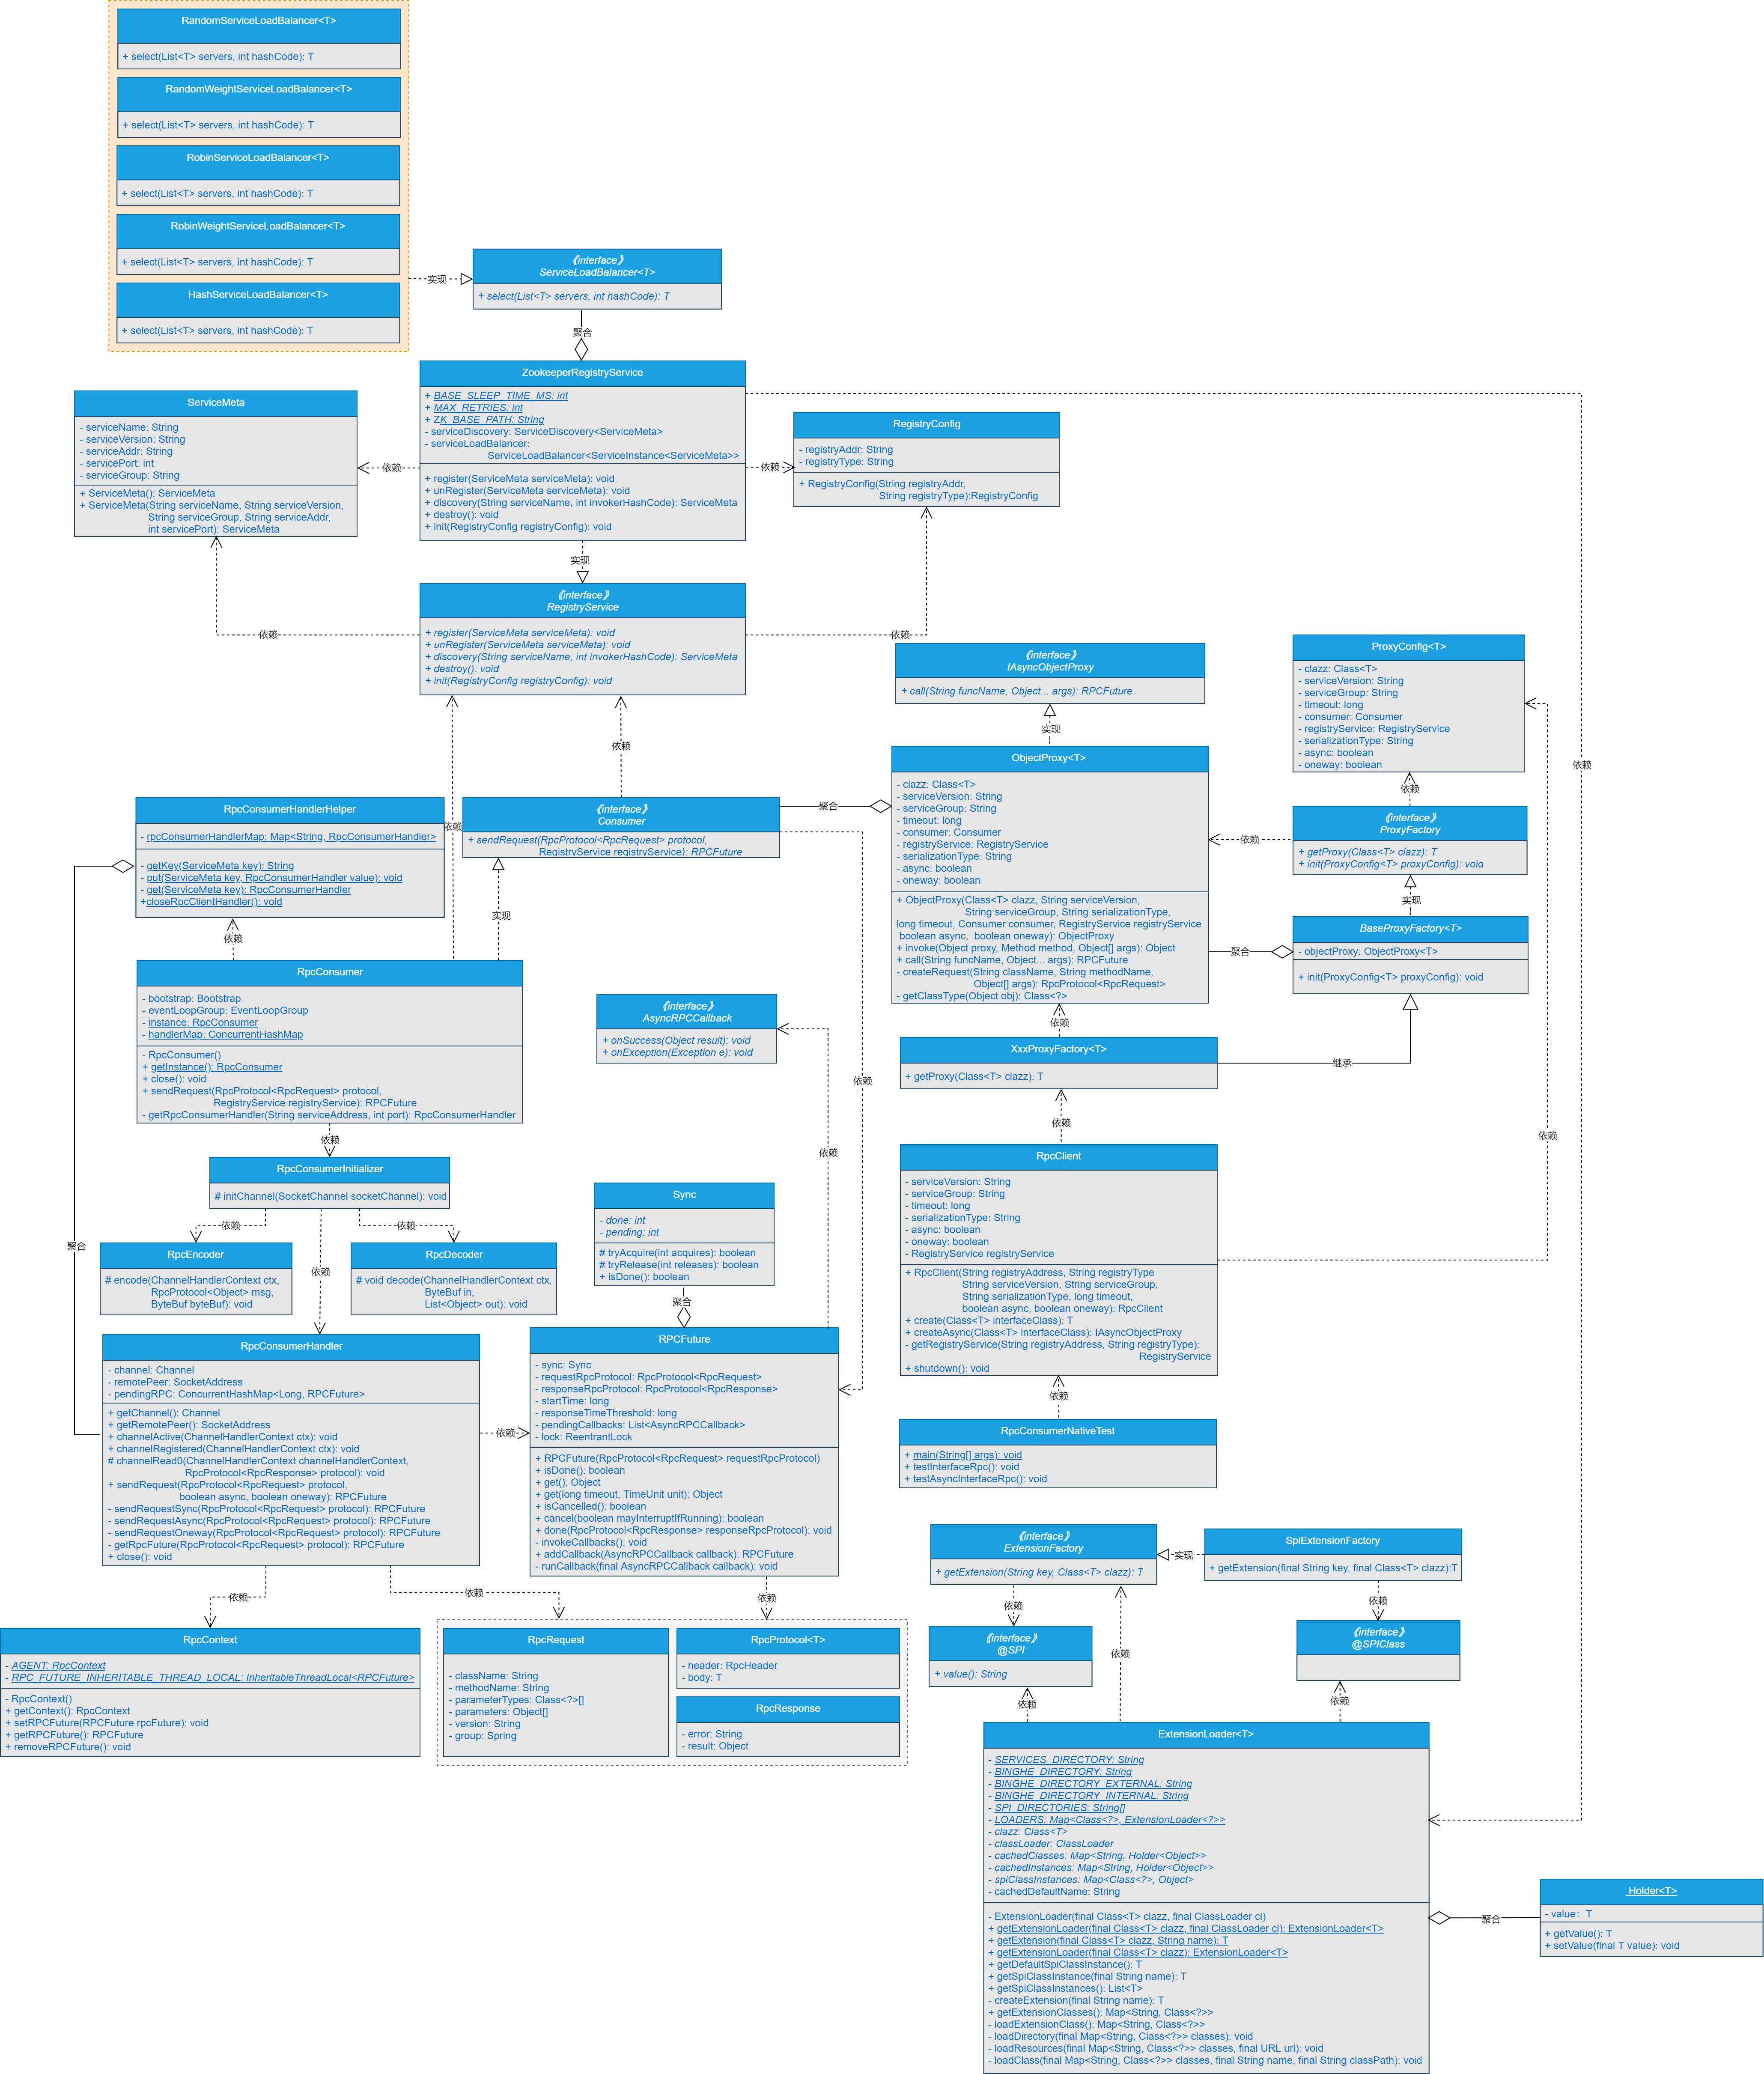 RandomServiceLoadBalancer<T>
+ select(List<T> servers, int hashCode): T
RandomWeightServiceLoadBalancer<T>
+ select(List<T> servers, int hashCode): T
RobinServiceLoadBalancer<T>
+ select(List<T> servers, int hashCode): T
RobinWeightServiceLoadBalancer<T>
+ select(List<T> servers, int hashCode): T
HashServiceLoadBalancer<T>
+ select(List<T> servers, int hashCode): T
实现
《interface》
ServiceLoadBalancer<T>
+ select(List<T> servers, int hashCode): T
聚合
ZookeeperRegistryService
+ BASE_SLEEP_TIME_MS: int
+ MAX_RETRIES: int
+ ZK_BASE_PATH: String
- serviceDiscovery: ServiceDiscovery<ServiceMeta>
- serviceLoadBalancer:
ServiceLoadBalancer<ServiceInstance<ServiceMeta>>
+ register(ServiceMeta serviceMeta): void
+ unRegister(ServiceMeta serviceMeta): void
+ discovery(String serviceName, int invokerHashCode): ServiceMeta
+ destroy(): void
+ init(RegistryConfig registryConfig): void
ServiceMeta
- serviceName: String
- serviceVersion: String
- serviceAddr: String
- servicePort: int
- serviceGroup: String
+ ServiceMeta(): ServiceMeta
+ ServiceMeta(String serviceName, String serviceVersion,
String serviceGroup, String serviceAddr,
int servicePort): ServiceMeta
依赖
依赖
RegistryConfig
- registryAddr: String
- registryType: String
+ RegistryConfig(String registryAddr,
String registryType):RegistryConfig
实现
《interface》
RegistryService
+ register(ServiceMeta serviceMeta): void
+ unRegister(ServiceMeta serviceMeta): void
+ discovery(String serviceName, int invokerHashCode): ServiceMeta
+ destroy(): void
+ init(RegistryConfig registryConfig): void
依赖
依赖
《interface》
IAsyncObjectProxy
+ call(String funcName, Object... args): RPCFuture
实现
ProxyConfig<T>
- clazz: Class<T>
- serviceVersion: String
- serviceGroup: String
- timeout: long
- consumer: Consumer
- registryService: RegistryService
- serializationType: String
- async: boolean
- oneway: boolean
依赖
依赖
依赖
ObjectProxy<T>
- clazz: Class<T>
- serviceVersion: String
- serviceGroup: String
- timeout: long
- consumer: Consumer
- registryService: RegistryService
- serializationType: String
- async: boolean
- oneway: boolean
+ ObjectProxy(Class<T> clazz, String serviceVersion,
String serviceGroup, String serializationType,
long timeout, Consumer consumer, RegistryService registryService
boolean async,  boolean oneway): ObjectProxy
+ invoke(Object proxy, Method method, Object[] args): Object
+ call(String funcName, Object... args): RPCFuture
- createRequest(String className, String methodName,
Object[] args): RpcProtocol<RpcRequest>
- getClassType(Object obj): Class<?>
依赖
《interface》
ProxyFactory
+ getProxy(Class<T> clazz): T
+ init(ProxyConfig<T> proxyConfig): void
实现
BaseProxyFactory<T>
- objectProxy: ObjectProxy<T>
+ init(ProxyConfig<T> proxyConfig): void
聚合
RpcConsumerHandlerHelper
- rpcConsumerHandlerMap: Map<String, RpcConsumerHandler>
- getKey(ServiceMeta key): String
- put(ServiceMeta key, RpcConsumerHandler value): void
- get(ServiceMeta key): RpcConsumerHandler
+closeRpcClientHandler(): void
依赖
《interface》
Consumer
+ sendRequest(RpcProtocol<RpcRequest> protocol,
RegistryService registryService): RPCFuture
聚合
实现
依赖
RpcConsumer
- bootstrap: Bootstrap
- eventLoopGroup: EventLoopGroup
- instance: RpcConsumer
- handlerMap: ConcurrentHashMap
- RpcConsumer()
+ getInstance(): RpcConsumer
+ close(): void
+ sendRequest(RpcProtocol<RpcRequest> protocol,
RegistryService registryService): RPCFuture
- getRpcConsumerHandler(String serviceAddress, int port): RpcConsumerHandler
《interface》
AsyncRPCCallback
+ onSuccess(Object result): void
+ onException(Exception e): void
依赖
依赖
依赖
XxxProxyFactory<T>
+ getProxy(Class<T> clazz): T
继承
依赖
依赖
依赖
RpcConsumerInitializer
# initChannel(SocketChannel socketChannel): void
依赖
依赖
依赖
聚合
RpcEncoder
# encode(ChannelHandlerContext ctx,
RpcProtocol<Object> msg,
ByteBuf byteBuf): void
RpcDecoder
# void decode(ChannelHandlerContext ctx,
ByteBuf in,
List<Object> out): void
Sync
- done: int
- pending: int
# tryAcquire(int acquires): boolean
# tryRelease(int releases): boolean
+ isDone(): boolean
聚合
RpcClient
- serviceVersion: String
- serviceGroup: String
- timeout: long
- serializationType: String
- async: boolean
- oneway: boolean
- RegistryService registryService
+ RpcClient(String registryAddress, String registryType
String serviceVersion, String serviceGroup,
String serializationType, long timeout,
boolean async, boolean oneway): RpcClient
+ create(Class<T> interfaceClass): T
+ createAsync(Class<T> interfaceClass): IAsyncObjectProxy
- getRegistryService(String registryAddress, String registryType):
RegistryService
+ shutdown(): void
依赖
RpcConsumerNativeTest
+ main(String[] args): void
+ testInterfaceRpc(): void
+ testAsyncInterfaceRpc(): void
RpcConsumerHandler
- channel: Channel
- remotePeer: SocketAddress
- pendingRPC: ConcurrentHashMap<Long, RPCFuture>
+ getChannel(): Channel
+ getRemotePeer(): SocketAddress
+ channelActive(ChannelHandlerContext ctx): void
+ channelRegistered(ChannelHandlerContext ctx): void
# channelRead0(ChannelHandlerContext channelHandlerContext,
RpcProtocol<RpcResponse> protocol): void
+ sendRequest(RpcProtocol<RpcRequest> protocol,
boolean async, boolean oneway): RPCFuture
- sendRequestSync(RpcProtocol<RpcRequest> protocol): RPCFuture
- sendRequestAsync(RpcProtocol<RpcRequest> protocol): RPCFuture
- sendRequestOneway(RpcProtocol<RpcRequest> protocol): RPCFuture
- getRpcFuture(RpcProtocol<RpcRequest> protocol): RPCFuture
+ close(): void
依赖
RPCFuture
- sync: Sync
- requestRpcProtocol: RpcProtocol<RpcRequest>
- responseRpcProtocol: RpcProtocol<RpcResponse>
- startTime: long
- responseTimeThreshold: long
- pendingCallbacks: List<AsyncRPCCallback>
- lock: ReentrantLock
+ RPCFuture(RpcProtocol<RpcRequest> requestRpcProtocol)
+ isDone(): boolean
+ get(): Object
+ get(long timeout, TimeUnit unit): Object
+ isCancelled(): boolean
+ cancel(boolean mayInterruptIfRunning): boolean
+ done(RpcProtocol<RpcResponse> responseRpcProtocol): void
- invokeCallbacks(): void
+ addCallback(AsyncRPCCallback callback): RPCFuture
- runCallback(final AsyncRPCCallback callback): void
依赖
依赖
依赖
RpcContext
- AGENT: RpcContext
- RPC_FUTURE_INHERITABLE_THREAD_LOCAL: InheritableThreadLocal<RPCFuture>
- RpcContext()
+ getContext(): RpcContext
+ setRPCFuture(RPCFuture rpcFuture): void
+ getRPCFuture(): RPCFuture
+ removeRPCFuture(): void
RpcRequest
- className: String
- methodName: String
- parameterTypes: Class<?>[]
- parameters: Object[]
- version: String
- group: Spring
RpcProtocol<T>
- header: RpcHeader
- body: T
RpcResponse
- error: String
- result: Object
《interface》
ExtensionFactory
+ getExtension(String key, Class<T> clazz): T
实现
SpiExtensionFactory
+ getExtension(final String key, final Class<T> clazz):T
依赖
依赖
《interface》
@SPI
+ value(): String
依赖
《interface》
@SPIClass
依赖
依赖
ExtensionLoader<T>
- SERVICES_DIRECTORY: String
- BINGHE_DIRECTORY: String
- BINGHE_DIRECTORY_EXTERNAL: String
- BINGHE_DIRECTORY_INTERNAL: String
- SPI_DIRECTORIES: String[]
- LOADERS: Map<Class<?>, ExtensionLoader<?>>
- clazz: Class<T>
- classLoader: ClassLoader
- cachedClasses: Map<String, Holder<Object>>
- cachedInstances: Map<String, Holder<Object>>
- spiClassInstances: Map<Class<?>, Object>
- cachedDefaultName: String
- ExtensionLoader(final Class<T> clazz, final ClassLoader cl)
+ getExtensionLoader(final Class<T> clazz, final ClassLoader cl): ExtensionLoader<T>
+ getExtension(final Class<T> clazz, String name): T
+ getExtensionLoader(final Class<T> clazz): ExtensionLoader<T>
+ getDefaultSpiClassInstance(): T
+ getSpiClassInstance(final String name): T
+ getSpiClassInstances(): List<T>
- createExtension(final String name): T
+ getExtensionClasses(): Map<String, Class<?>>
- loadExtensionClass(): Map<String, Class<?>>
- loadDirectory(final Map<String, Class<?>> classes): void
- loadResources(final Map<String, Class<?>> classes, final URL url): void
- loadClass(final Map<String, Class<?>> classes, final String name, final String classPath): void
聚合
Holder<T>
- value： T
+ getValue(): T
+ setValue(final T value): void